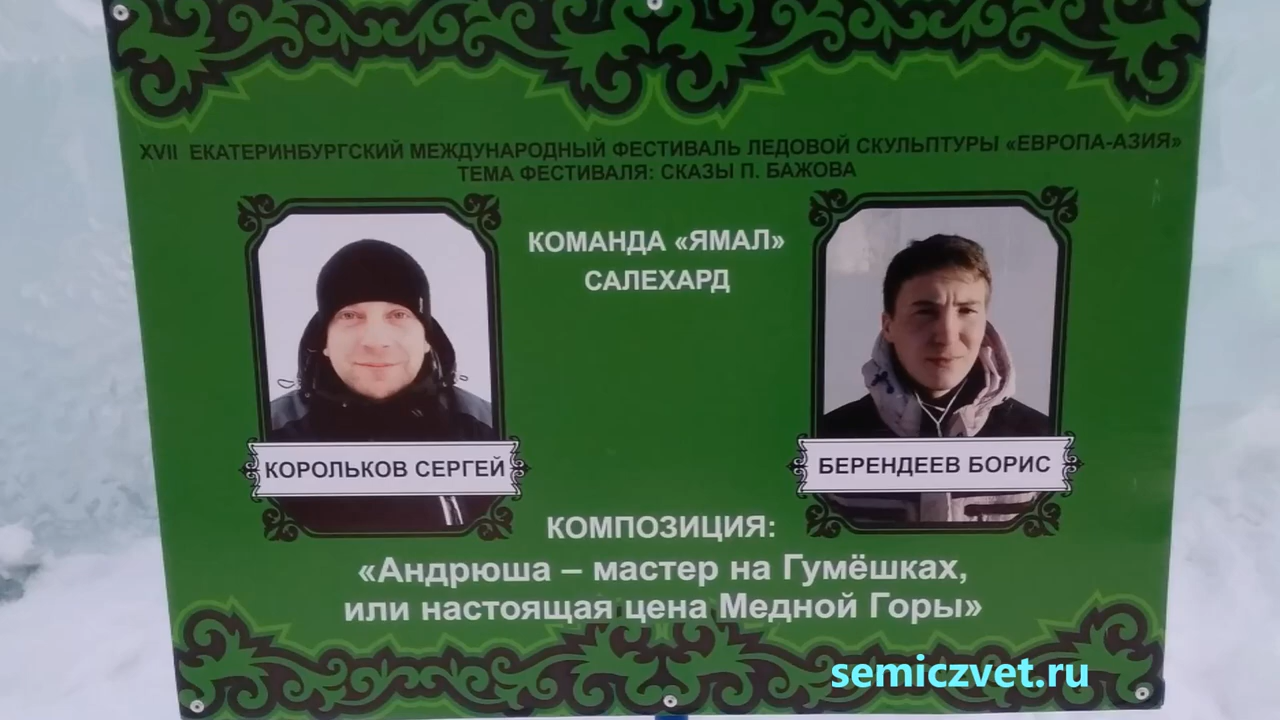 XVII ЕКАТЕРИНБУРГСКИЙ МЕЖДУНАРОДНЫЙ ФЕСТИВАЛЬ ЛЕДОВОЙ СКУЛЬПТУРЫ «ЕВРОПА-АЗИЯ»
ТЕМА ФЕСТИВАЛЯ: СКАЗЫ П. БАЖОВА
КОМАНДА «ЯМАЛ»
САЛЕХАРД
КОРОЛЬКОВ СЕРГЕЙ
БЕРЕНДЕЕВ БОРИС
КОМПОЗИЦИЯ:
«Андрюша – мастер на Гумёшках,
или настоящая цена Медной Горы»
semiczvet.ru